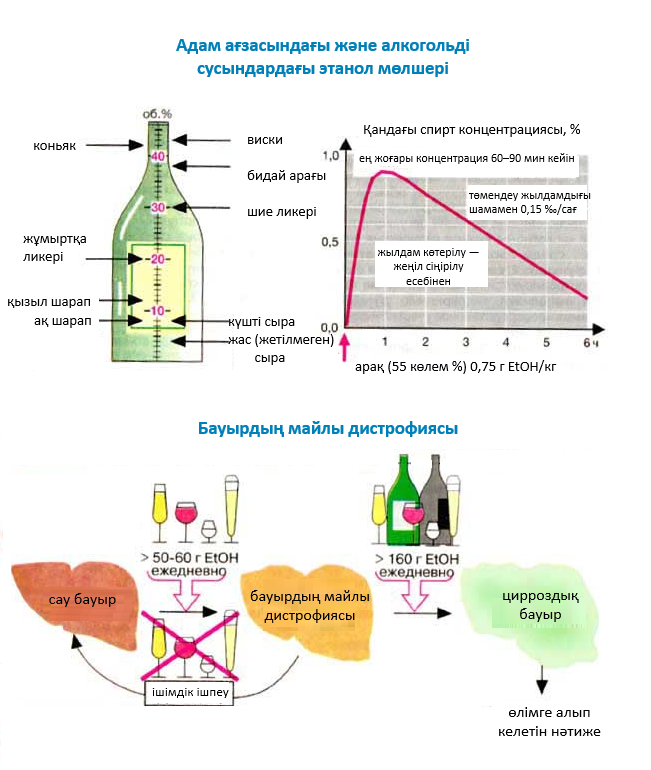 Адам ағзасындағы және алкогольді
сусындардағы этанол мөлшері
об.%
коньяк
виски
40
бидай арағы
30
шие ликері
жұмыртқа
ликері
20
қызыл шарап
10
ақ шарап
күшті сыра
жас (жетілмеген)
сыра
Қандағы спирт концентрациясы, %
1,0
ең жоғары концентрация 60–90 мин кейін
төмендеу жылдамдығы
шамамен 0,15 ‰/сағ
0,5
жылдам көтерілу —
жеңіл сіңірілу
есебінен
0,0
1 2 3 4 5 6 ч
арақ (55 көлем %) 0,75 г EtOH/кг
Бауырдың майлы дистрофиясы
> 50-60 г EtOH
ежедневно
> 160 г EtOH
ежедневно
сау бауыр
бауырдың майлы
дистрофиясы
цирроздық
бауыр
ішімдік ішпеу
өлімге алып
келетін нәтиже